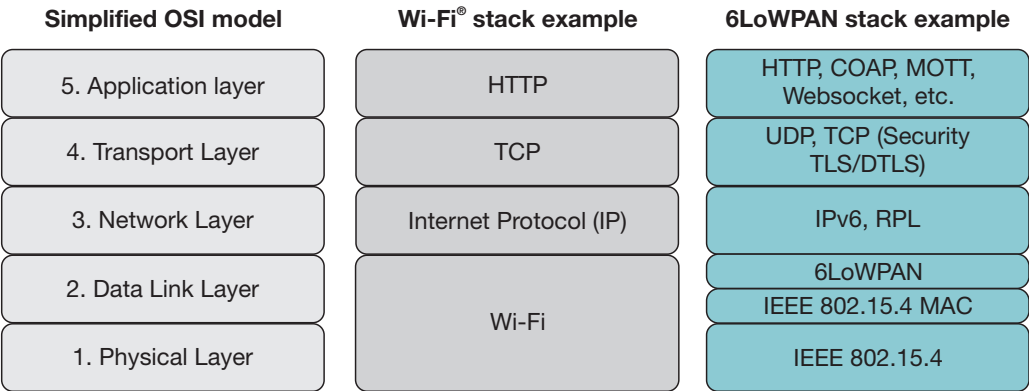 Simplified OSI model
Wi-Fi® stack example
6LoWPAN stack example
5. Application layer
HTTP
HTTP, COAP, MOTT,
Websocket, etc.
4. Transport Layer
TCP
UDP, TCP (Security
TLS/DTLS)
3. Network Layer
Internet Protocol (IP)
IPv6, RPL
2. Data Link Layer
Wi-Fi
6LoWPAN
IEEE 802.15.4 MAC
1. Physical Layer
IEEE 802.15.4